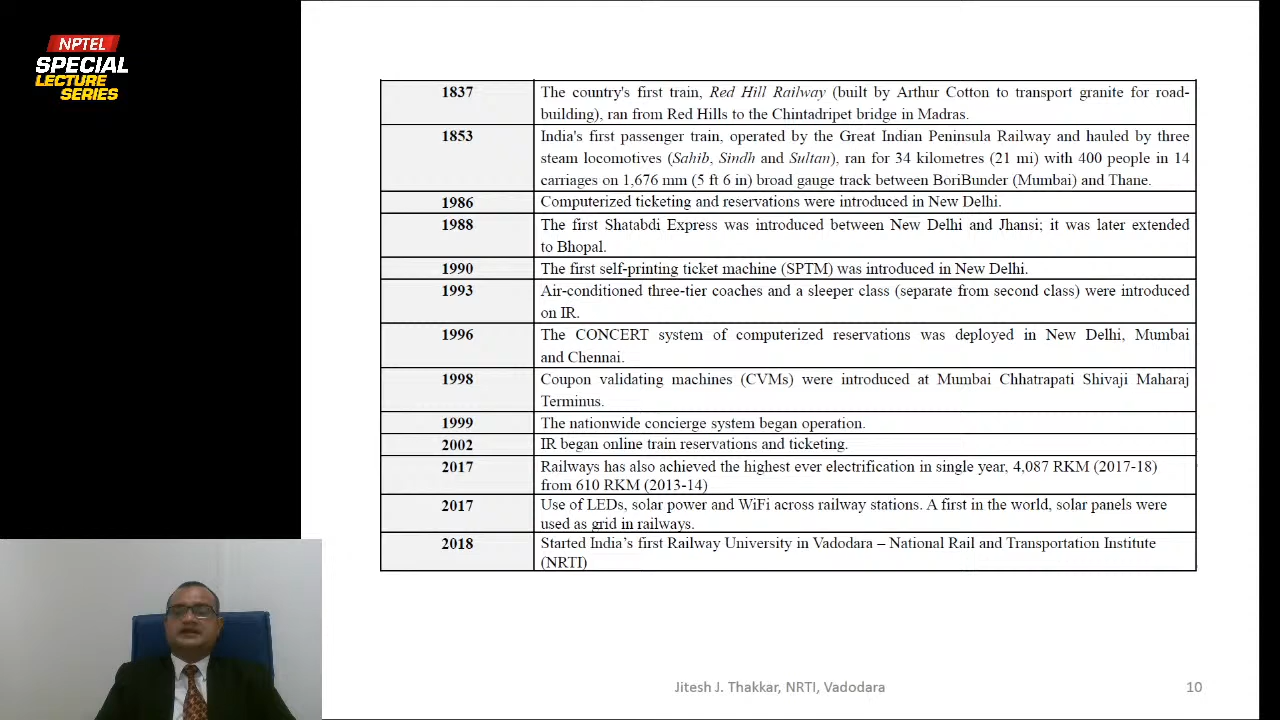 NPTEL
SPECIAL
LECTURE
SERIES
1837
The country's first train, Red Hill Railway (built by Arthur Cotton to transport granite for road-
building), ran from Red Hills to the Chintadripet bridge in Madras.
1853
India's first passenger train, operated by the Great Indian Peninsula Railway and hauled by three
steam locomotives (Sahib, Sindh and Sultan), ran for 34 kilometres (21 mi) with 400 people in 14
carriages on 1,676 mm (5 ft 6 in) broad gauge track between BoriBunder (Mumbai) and Thane.
1986
Computerized ticketing and reservations were introduced in New Delhi.
1988
The first Shatabdi Express was introduced between New Delhi and Jhansi; it was later extended
to Bhopal.
1990
The first self-printing ticket machine (SPTM) was introduced in New Delhi.
1993
Air-conditioned three-tier coaches and a sleeper class (separate from second class) were introduced
on IR.
1996
The CONCERT system of computerized reservations was deployed in New Delhi, Mumbai
and Chennai.
1998
Coupon validating machines (CVMs) were introduced at Mumbai Chhatrapati Shivaji Maharaj
Terminus.
1999
The nationwide concierge system began operation.
2002
IR began online train reservations and ticketing.
2017
Railways has also achieved the highest ever electrification in single year, 4,087 RKM (2017-18)
from 610 RKM (2013-14)
2017
Use of LEDs, solar power and WiFi across railway stations. A first in the world, solar panels were
used as grid in railways.
2018
Started India's first Railway University in Vadodara – National Rail and Transportation Institute
(NRTI)
Jitesh J. Thakkar, NRTI, Vadodara
10